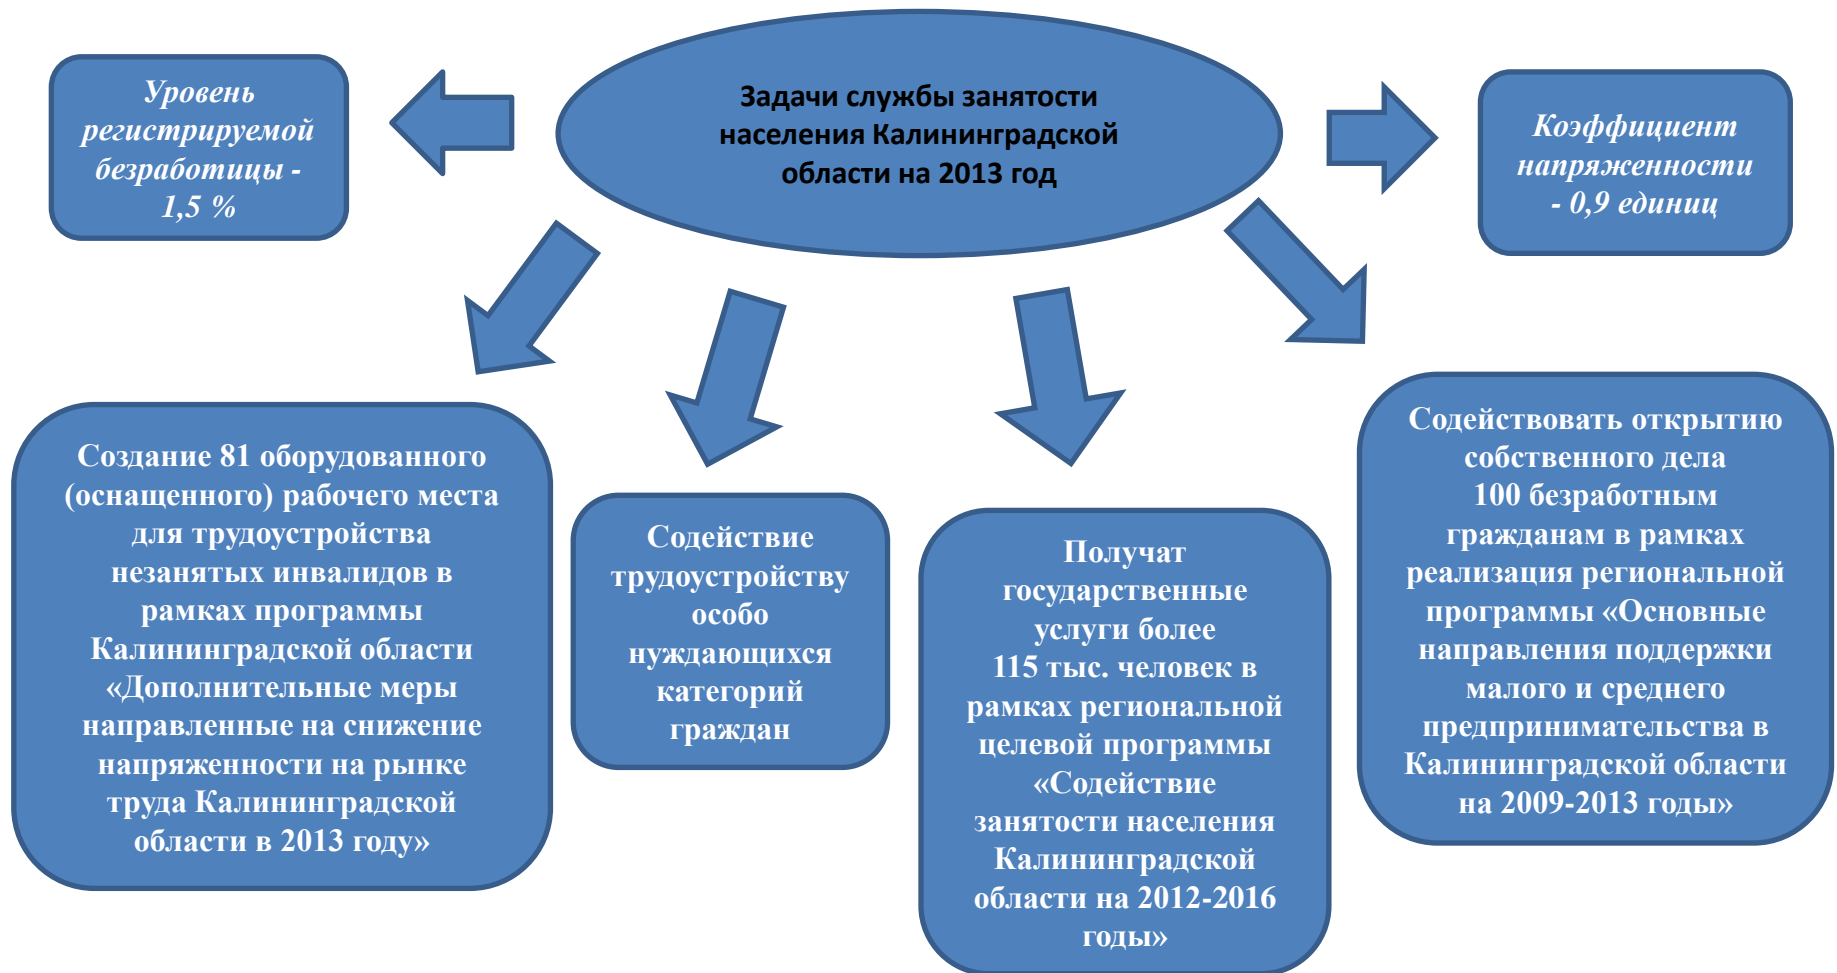 Задачи службы занятости
населения Калининградской
области на 2013 год
Уровень
регистрируемой
безработицы -
1,5 %
Коэффициент
напряженности
- 0,9 единиц
Создание 81 оборудованного
(оснащенного) рабочего места
для трудоустройства
незанятых инвалидов в
рамках программы
Калининградской области
«Дополнительные меры
направленные на снижение
напряженности на рынке
труда Калининградской
области в 2013 году»
Содействие
трудоустройству
особо
нуждающихся
категорий
граждан
Получат
государственные
услуги более
115 тыс. человек в
рамках региональной
целевой программы
«Содействие
занятости населения
Калининградской
области на 2012-2016
годы»
Содействовать открытию
собственного дела
100 безработным
гражданам в рамках
реализация региональной
программы «Основные
направления поддержки
малого и среднего
предпринимательства в
Калининградской области
на 2009-2013 годы»